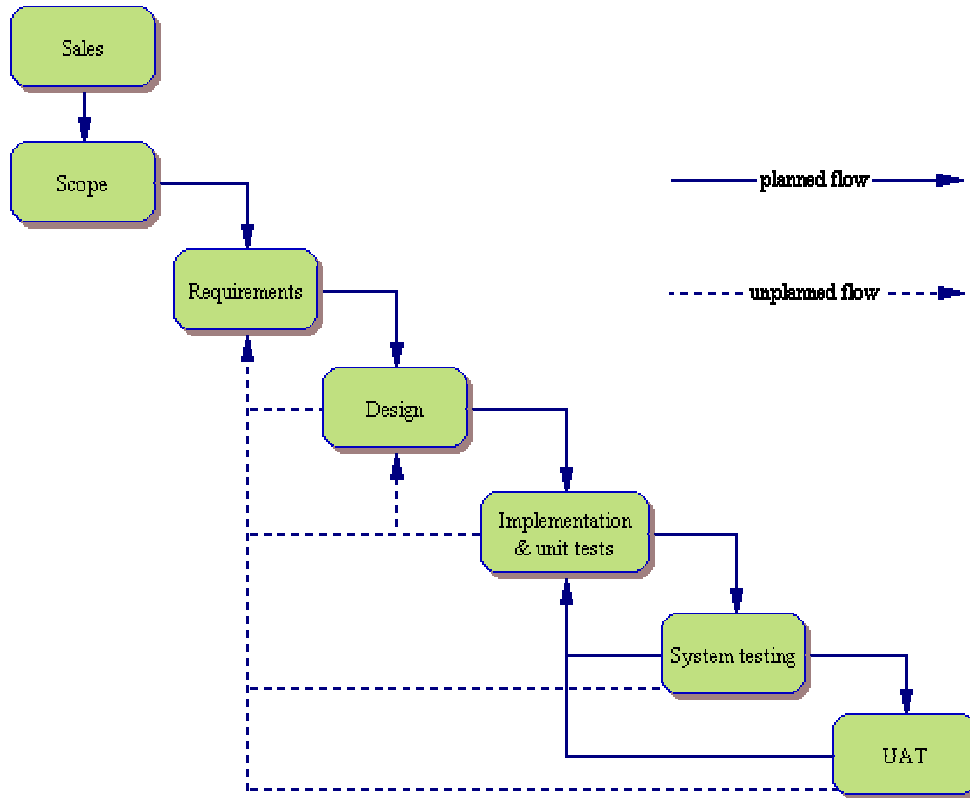 Sales
Scope
planned flow
Requirements
unplanned flow
Design
Implementation
& unit tests
System testing
UAT